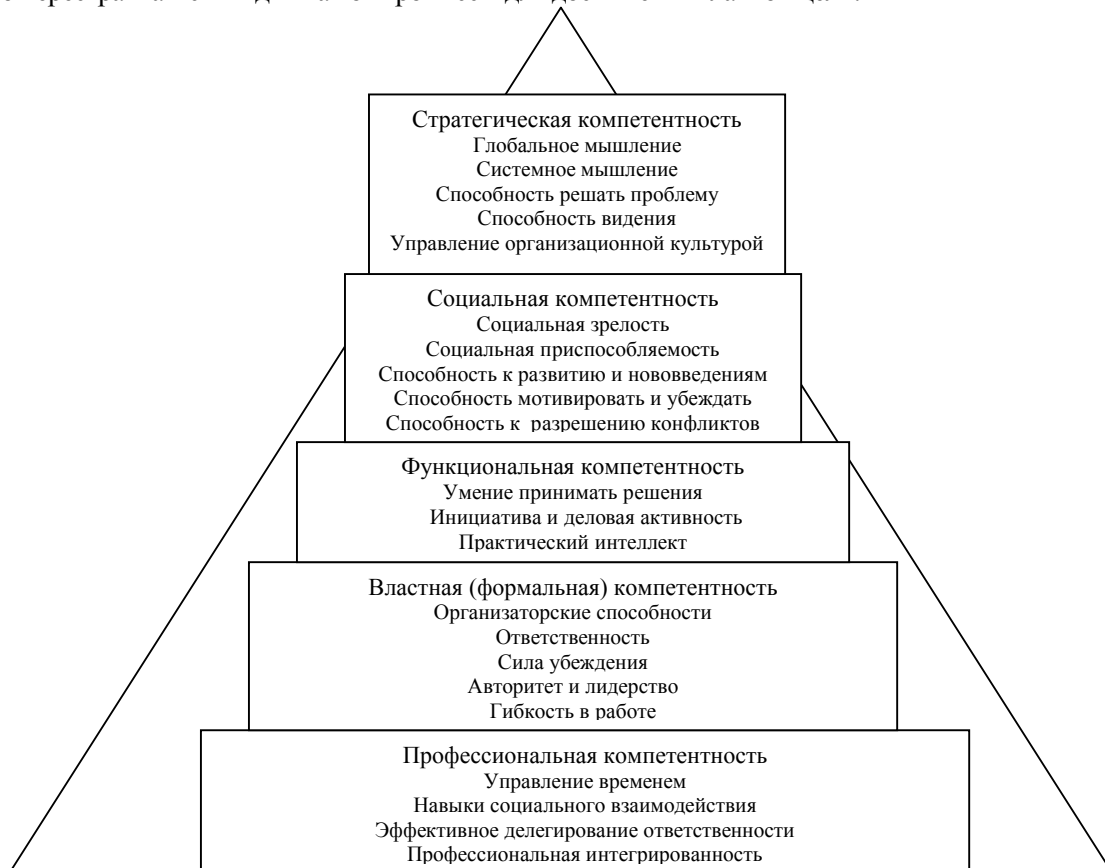 Стратегическая компетентность
Глобальное мышление
Системное мышление
Способность решать проблему
Способность видения
Управление организационной культурой
Социальная компетентность
Социальная зрелость
Социальная приспособляемость
Способность к развитию и нововведениям
Способность мотивировать и убеждать
Способность к разрешению конфликтов
Функциональная компетентность
Умение принимать решения
Инициатива и деловая активность
Практический интеллект
Властная (формальная) компетентность
Организаторские способности
Ответственность
Сила убеждения
Авторитет и лидерство
Гибкость в работе
Профессиональная компетентность
Управление временем
Навыки социального взаимодействия
Эффективное делегирование ответственности
Профессиональная интегрированность